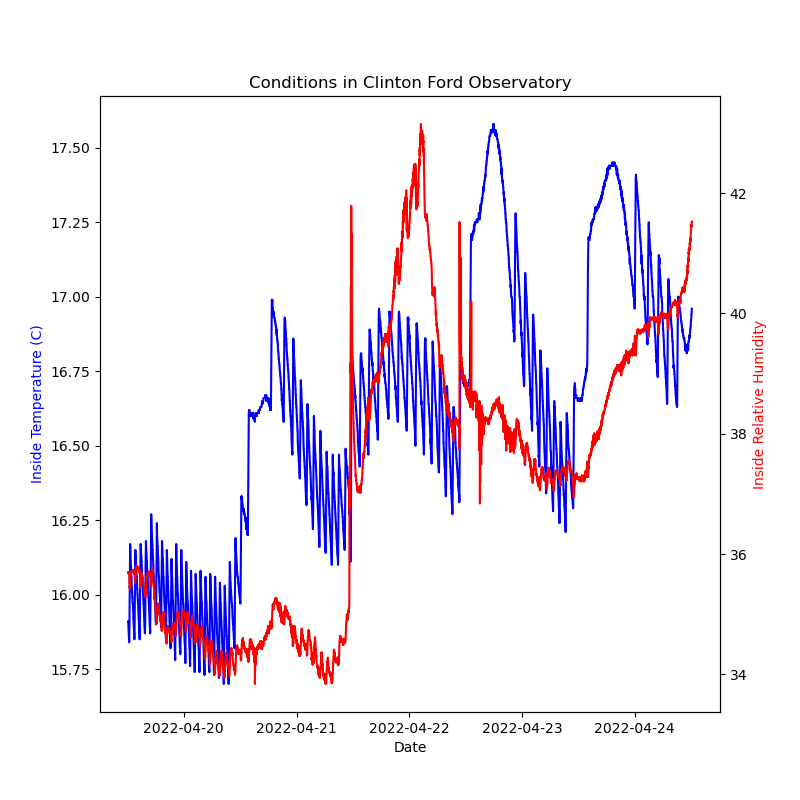 Conditions in Clinton Ford Observatory
Inside Temperature (C)
17.50
17.25
17.00
16.75
16.50
16.25
16.00
15.75
42
40
38
36
34
Inside Relative Humidity
2022-04-20 2022-04-21 2022-04-22 2022-04-23 2022-04-24
Date